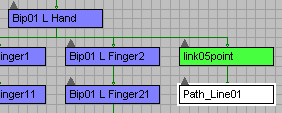 Bip01 L Hand
Finger1
Bip01 L Finger2
link05point
Finger11
Bip01 L Finger21
Path_Line01